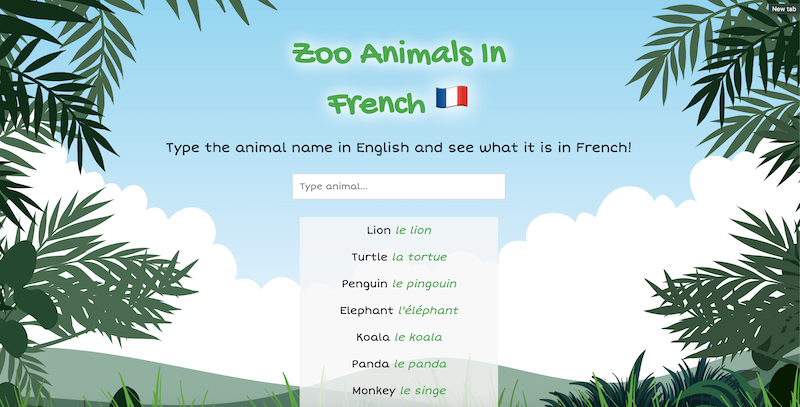 New tab
Zoo Animals In
French
Type the animal name in English and see what it is in French!
Type animal...
Lion le lion
Turtle la tortue
Penguin le pingouin
Elephant l'éléphant
Koala le koala
Panda le panda
Monkey le singe